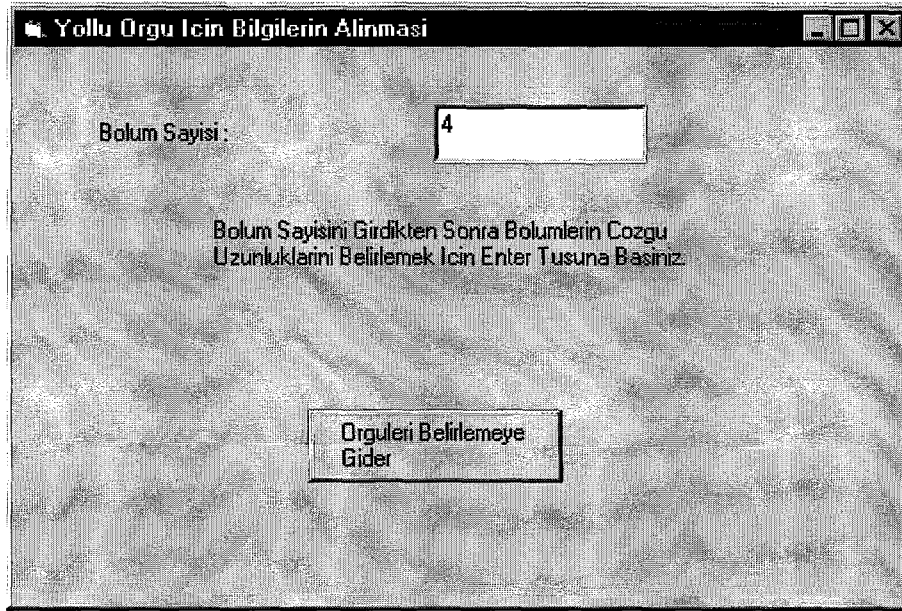 Yollu Orgu Icin Bilgilerin Alinmasi
Bolum Sayisi :
4
Bolum Sayisini Girdikten Sonra Bolumlerin Cozgu
Uzunluklarini Belirlemek Icin Enter Tusuna Basiniz.
Orguleri Belirlemeye
Gider